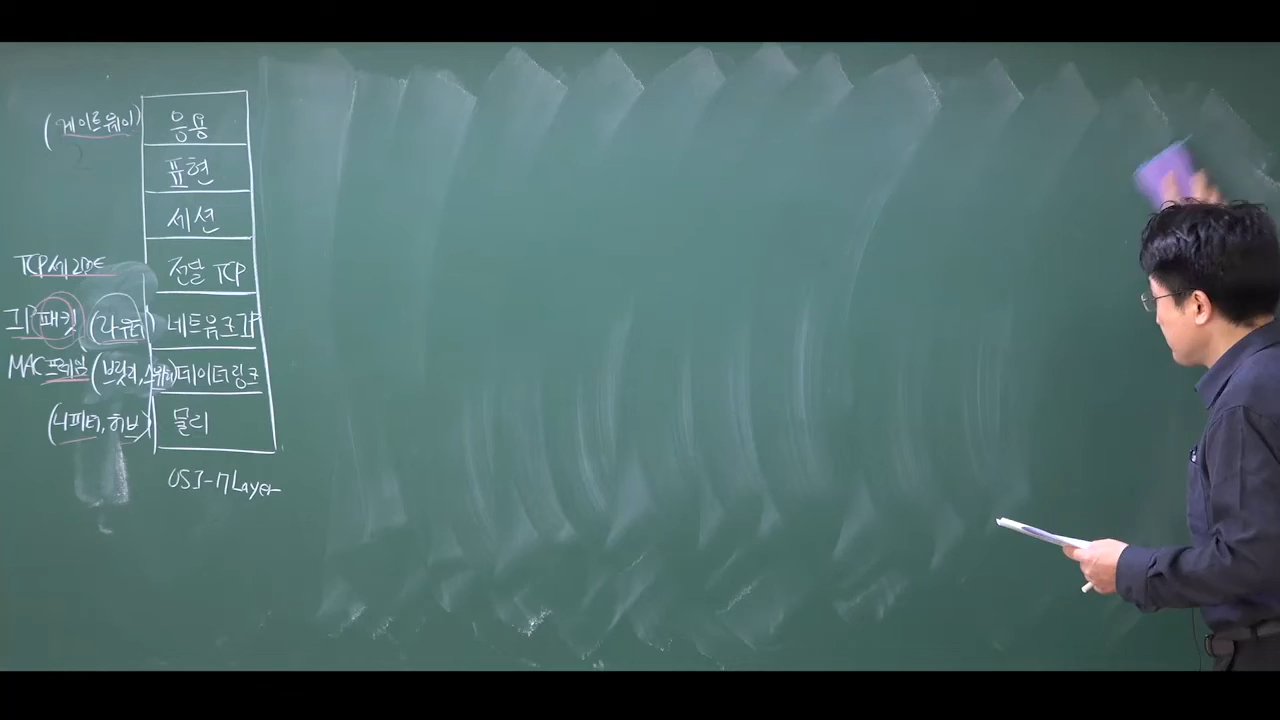 (게이트웨이) 응용
표현
세션
TCP세그먼트 전달 TCP
IP패킷 (라우터) 네트워크IP
MAC프레임 (브릿지, 스위치) 데이터링크
(리피터, 허브) 물리
OSI-7Layer